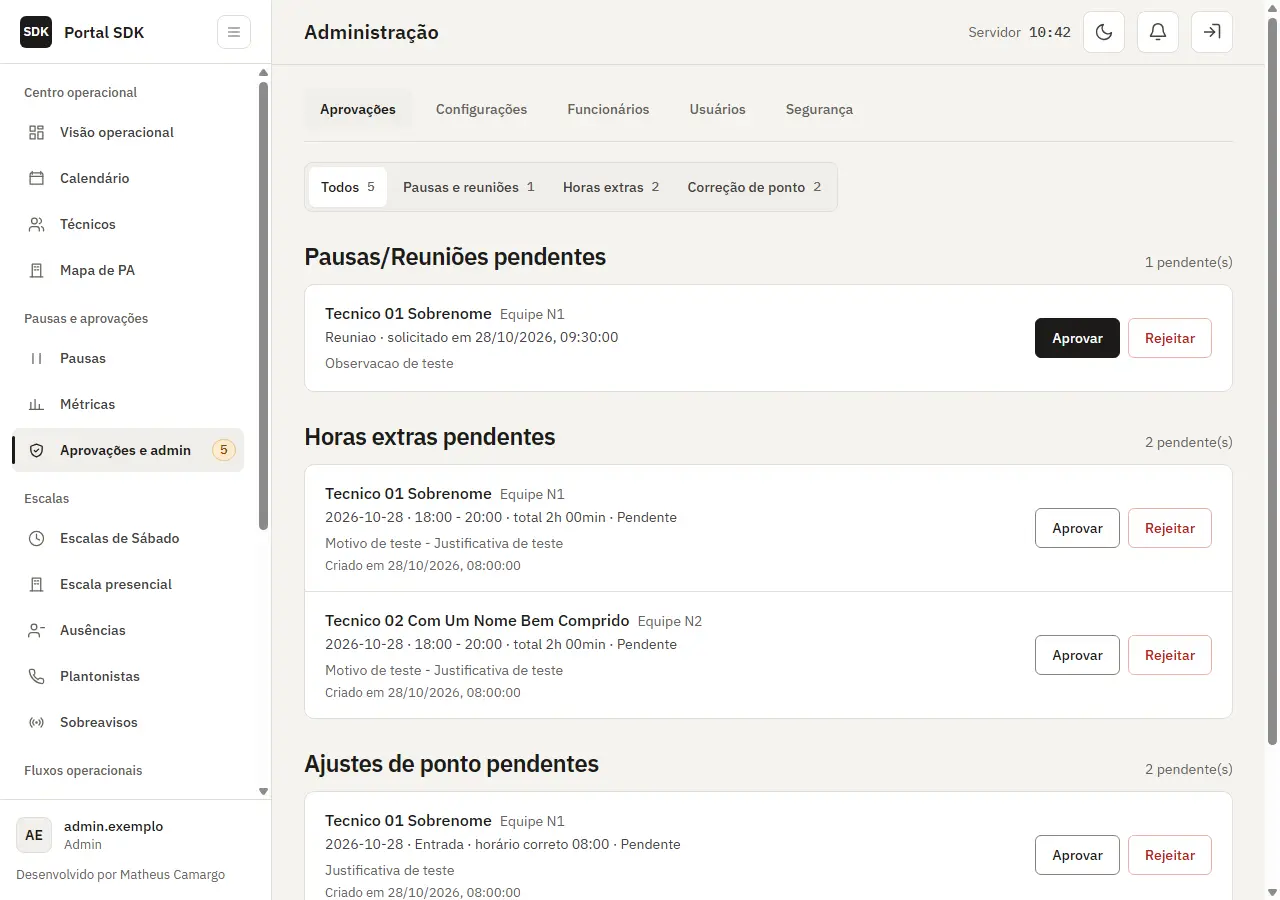 SDK Portal SDK
Centro operacional
Visão operacional
Calendário
Técnicos
Mapa de PA
Pausas e aprovações
Pausas
Métricas
Aprovações e admin 5
Escalas
Escalas de Sábado
Escala presencial
Ausências
Plantonistas
Sobreavisos
Fluxos operacionais
AE admin.exemplo
Admin
Desenvolvido por Matheus Camargo
Administração
Servidor 10:42
Aprovações Configurações Funcionários Usuários Segurança
Todos 5 Pausas e reuniões 1 Horas extras 2 Correção de ponto 2
Pausas/Reuniões pendentes
1 pendente(s)
Tecnico 01 Sobrenome Equipe N1
Reuniao · solicitado em 28/10/2026, 09:30:00
Observacao de teste
Aprovar Rejeitar
Horas extras pendentes
2 pendente(s)
Tecnico 01 Sobrenome Equipe N1
2026-10-28 · 18:00 - 20:00 · total 2h 00min · Pendente
Motivo de teste - Justificativa de teste
Criado em 28/10/2026, 08:00:00
Aprovar Rejeitar
Tecnico 02 Com Um Nome Bem Comprido Equipe N2
2026-10-28 · 18:00 - 20:00 · total 2h 00min · Pendente
Motivo de teste - Justificativa de teste
Criado em 28/10/2026, 08:00:00
Aprovar Rejeitar
Ajustes de ponto pendentes
2 pendente(s)
Tecnico 01 Sobrenome Equipe N1
2026-10-28 · Entrada · horário correto 08:00 · Pendente
Justificativa de teste
Criado em 28/10/2026, 08:00:00
Aprovar Rejeitar